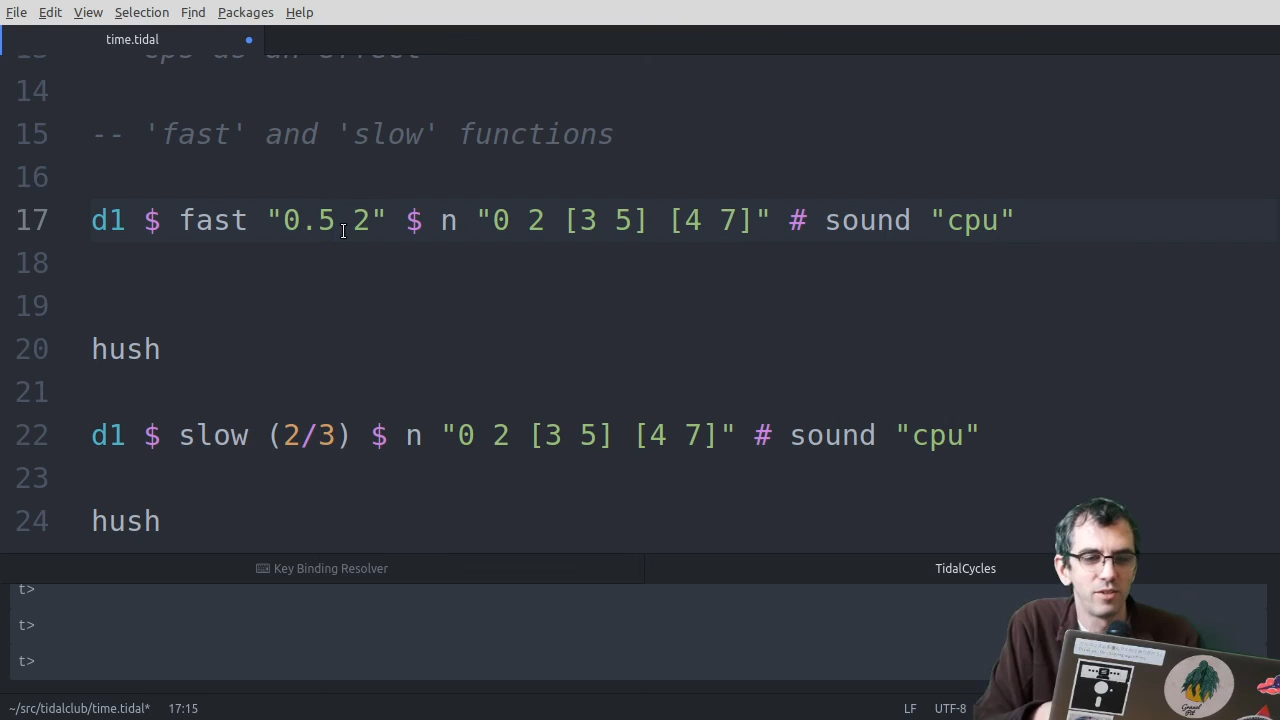 File Edit View Selection Find Packages Help
time.tidal
13
14
15 -- 'fast' and 'slow' functions
16
17 d1 $ fast "0.5 2" $ n "0 2 [3 5] [4 7]" # sound "cpu"
18
19
20 hush
21
22 d1 $ slow (2/3) $ n "0 2 [3 5] [4 7]" # sound "cpu"
23
24 hush
Key Binding Resolver
TidalCycles
t>
t>
t>
~/src/tidalclub/time.tidal* 17:15 LF UTF-8